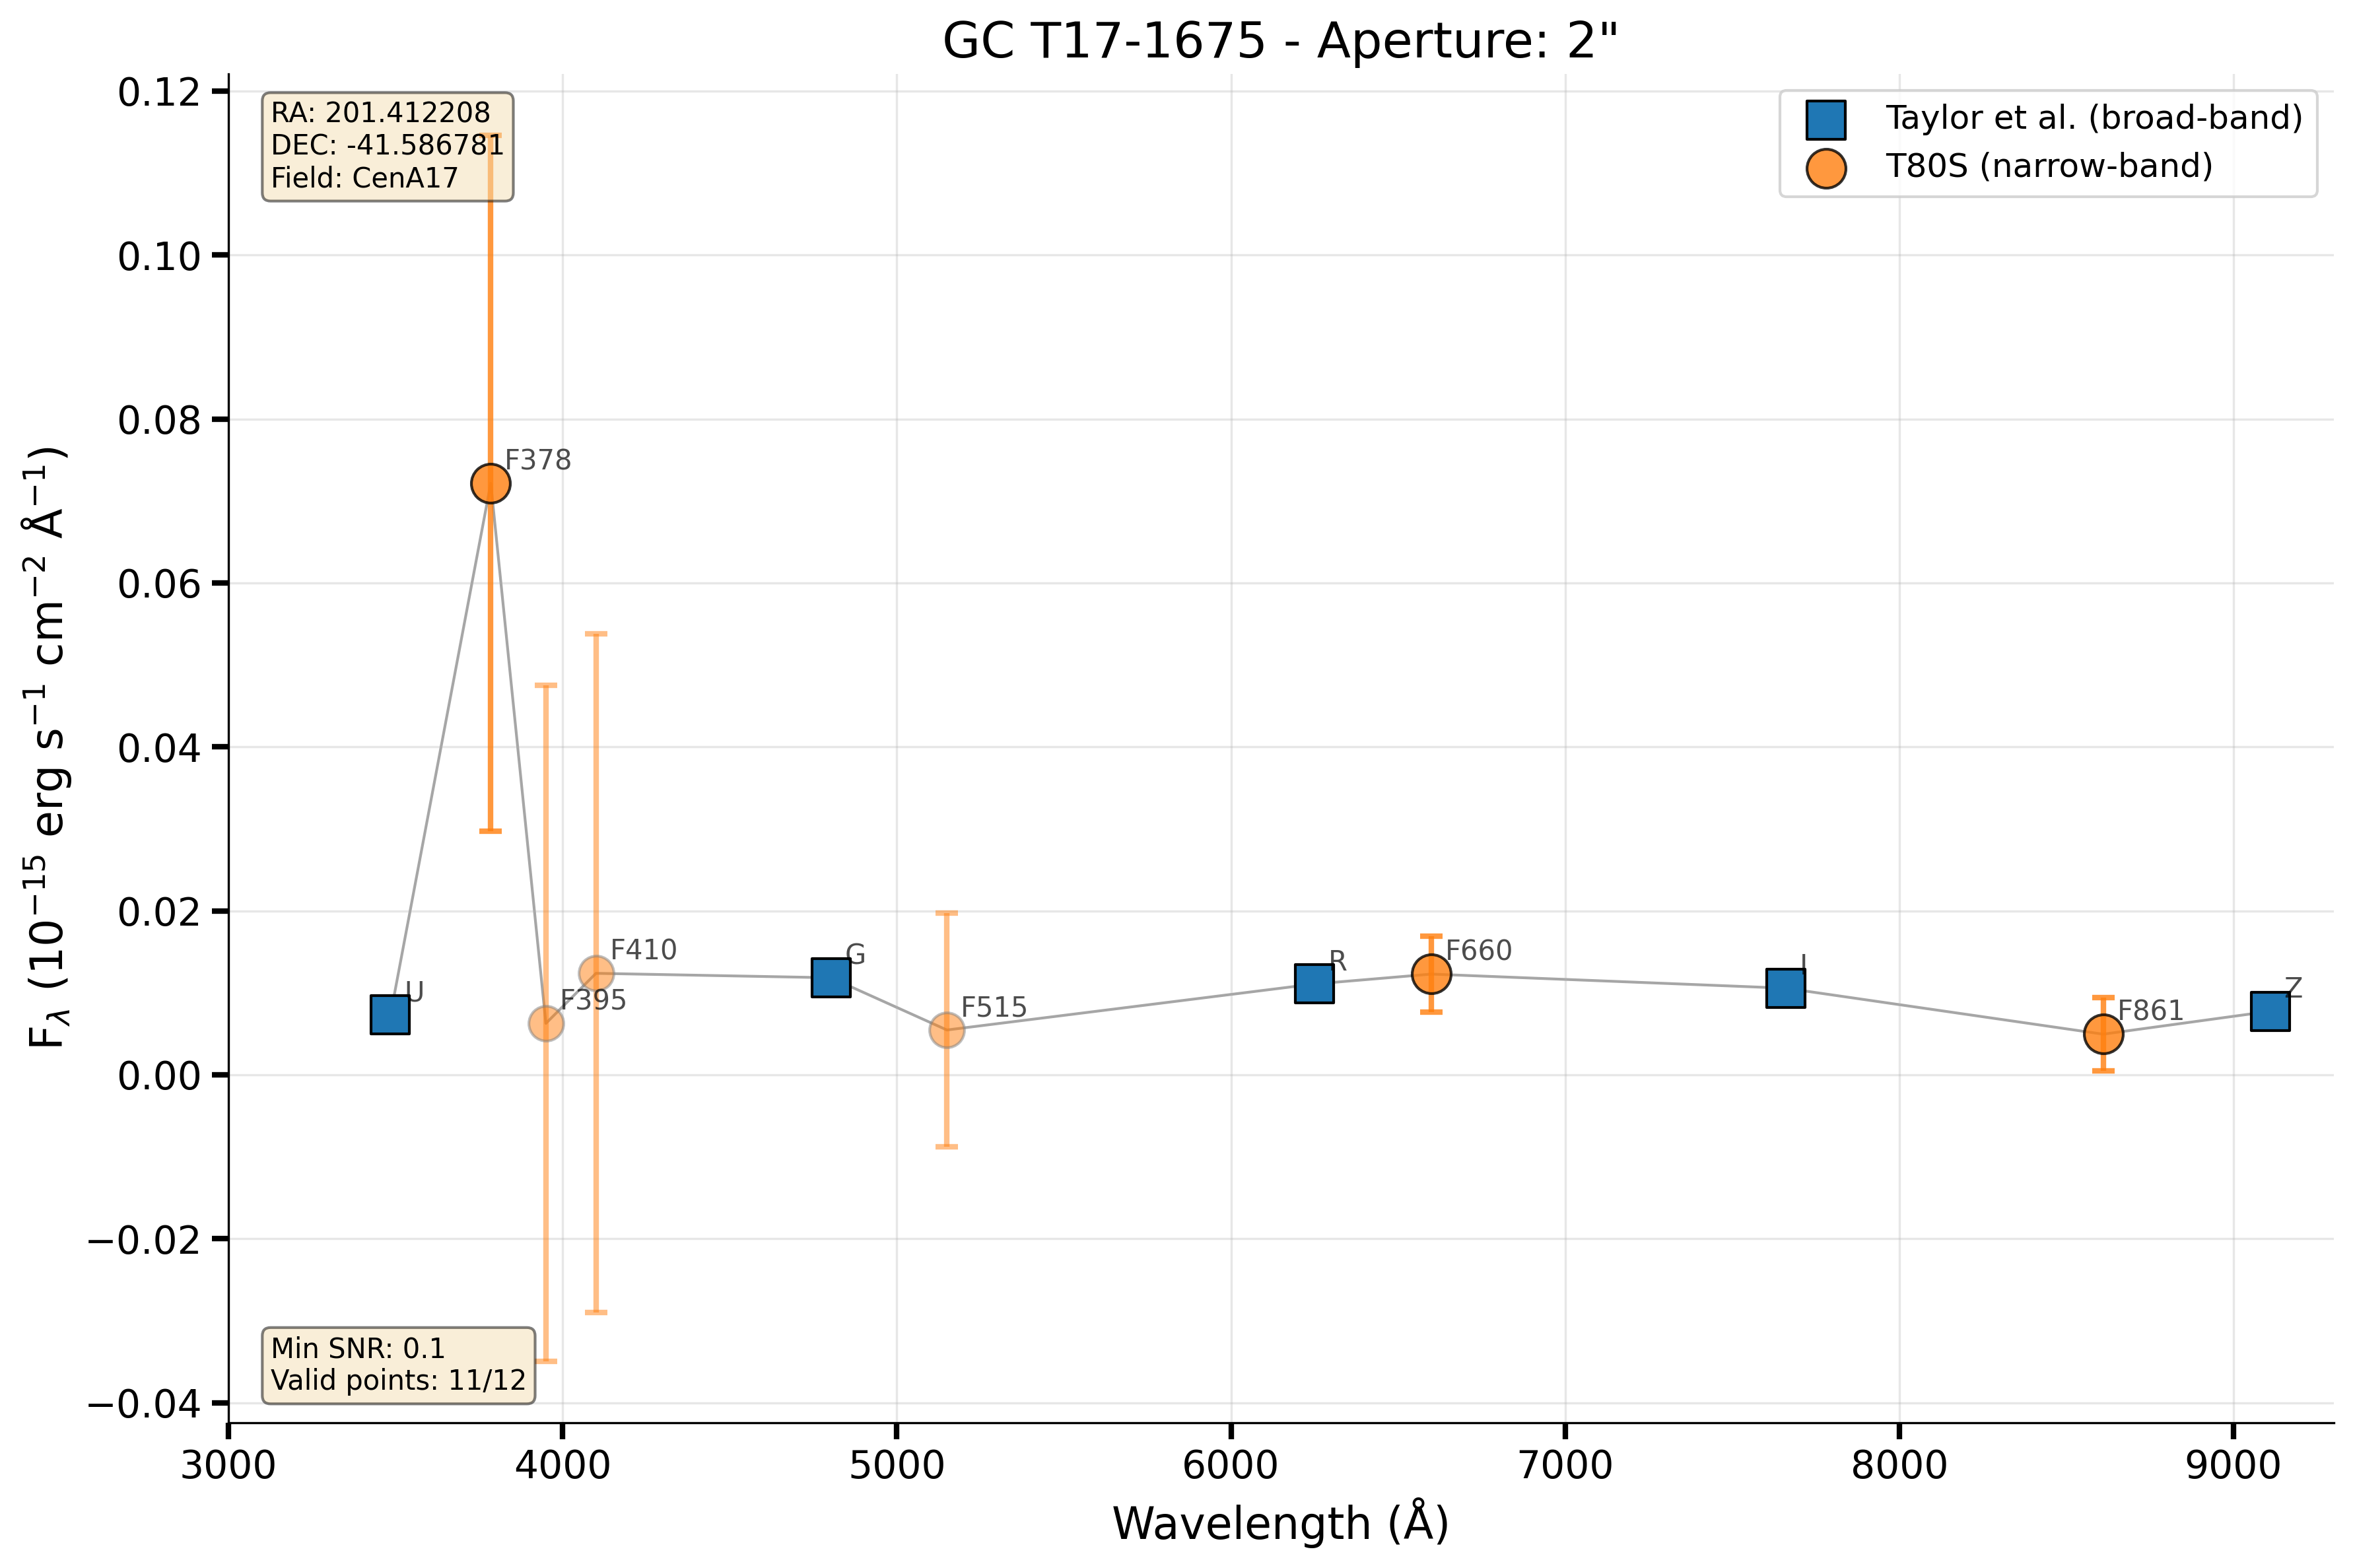 GC T17-1675 - Aperture: 2"
RA: 201.412208
DEC: -41.586781
Field: CenA17
Taylor et al. (broad-band)
T80S (narrow-band)
0.12
0.10
0.08
0.06
0.04
0.02
0.00
−0.02
−0.04
F_λ (10⁻¹⁵ erg s⁻¹ cm⁻² Å⁻¹)
U
F378
F395
F410
G
F515
R
F660
I
F861
Z
Min SNR: 0.1
Valid points: 11/12
3000 4000 5000 6000 7000 8000 9000
Wavelength (Å)